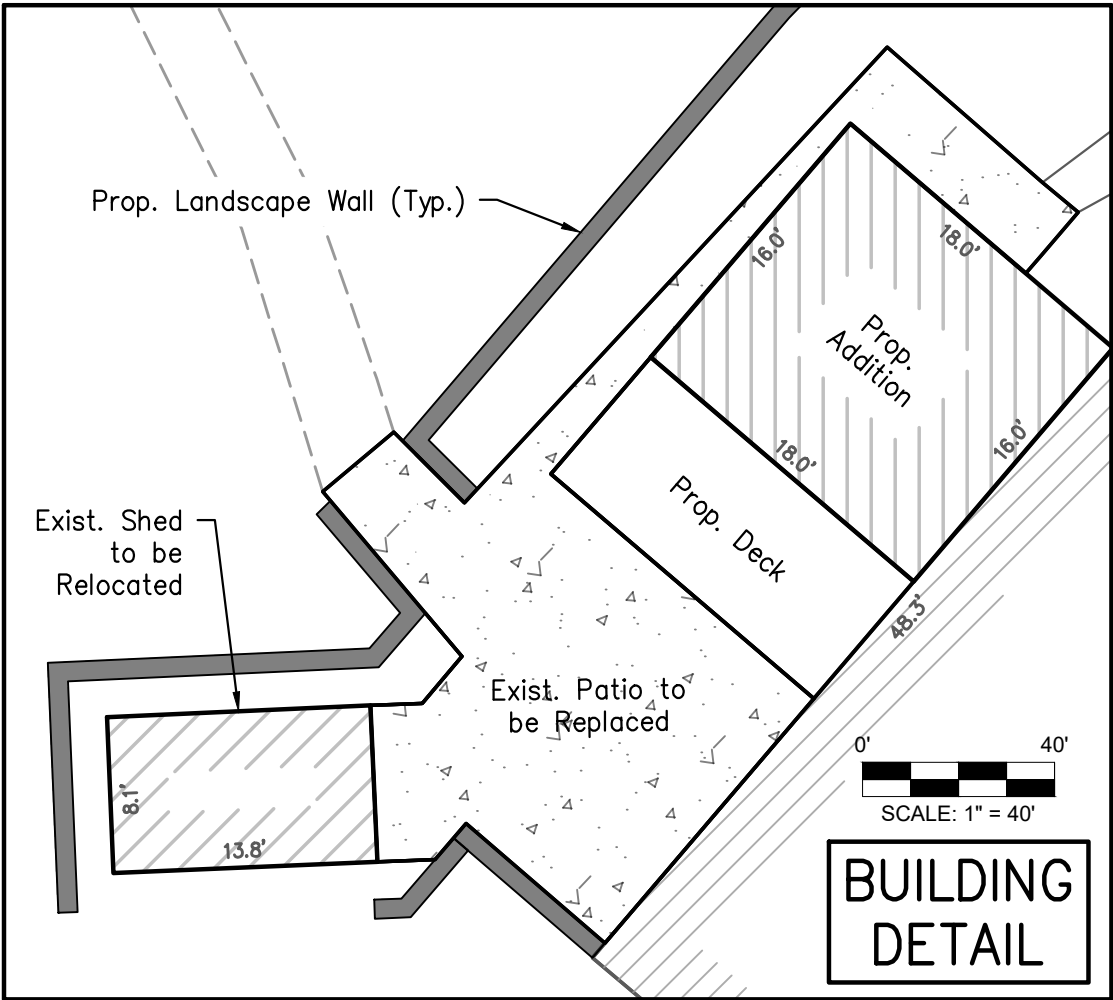 Prop. Landscape Wall (Typ.)
16.0'
18.0'
Prop.
Addition
18.0'
16.0'
Exist. Shed
to be
Relocated
Prop. Deck
48.3'
Exist. Patio to
be Replaced
8.1'
13.8'
0' 40'
SCALE: 1" = 40'
BUILDING
DETAIL